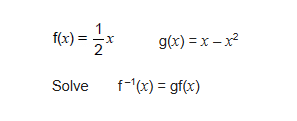 f(x) = 1/2 x g(x) = x – x²
Solve f⁻¹(x) = gf(x)